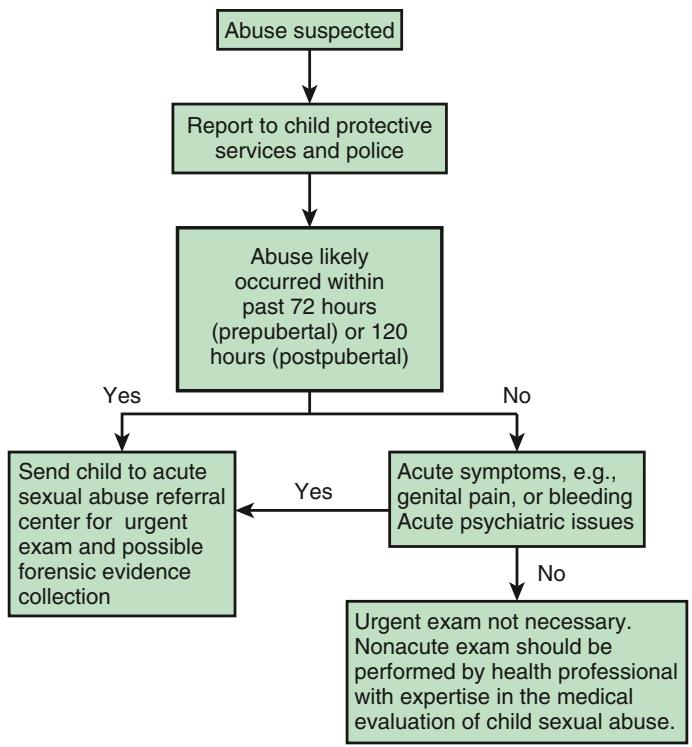 Abuse suspected
Report to child protective
services and police
Abuse likely
occurred within
past 72 hours
(prepubertal) or 120
hours (postpubertal)
Yes
No
Send child to acute
sexual abuse referral
center for urgent
exam and possible
forensic evidence
collection
Yes
Acute symptoms, e.g.,
genital pain, or bleeding
Acute psychiatric issues
No
Urgent exam not necessary.
Nonacute exam should be
performed by health professional
with expertise in the medical
evaluation of child sexual abuse.